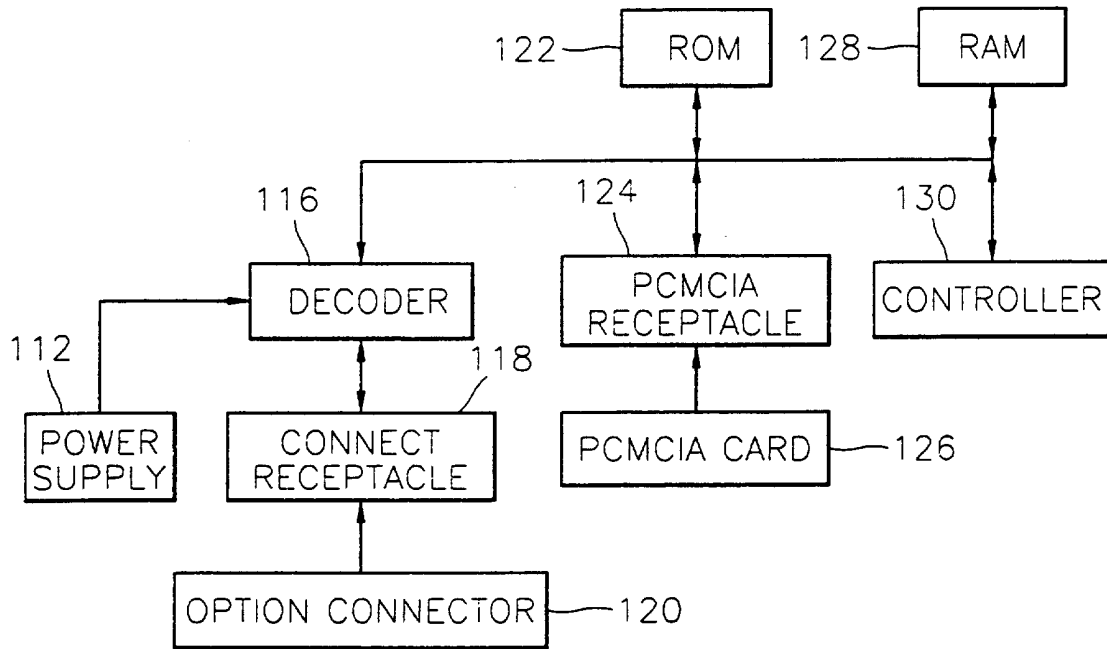 122
ROM
128
RAM
116
124
130
DECODER
PCMCIA
RECEPTACLE
CONTROLLER
112
118
POWER
SUPPLY
CONNECT
RECEPTACLE
PCMCIA CARD
126
OPTION CONNECTOR
120